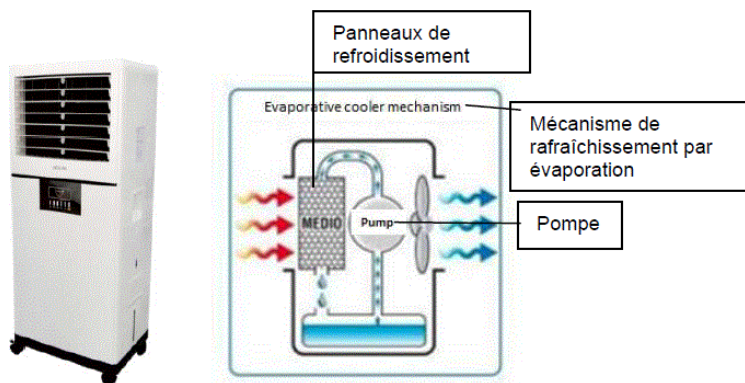 Panneaux de
refroidissement
Evaporative cooler mechanism
Mécanisme de
rafraîchissement par
évaporation
MEDIO
Pump
Pompe